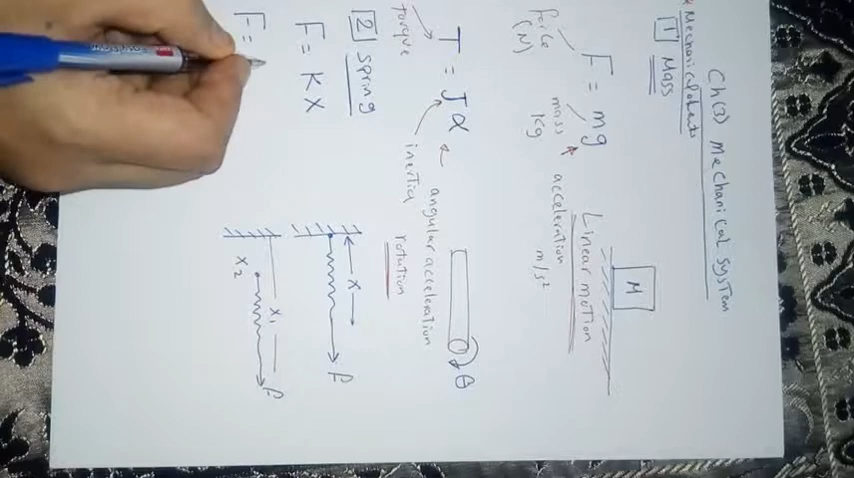 Ch(3) Mechanical system
* Mechanical
1 Mass
M
F = mg
force
(N)
mass
Kg
acceleration
m/s²
Linear motion
T = Jα
torque
inertia
angular acceleration
rotation
θ
2 spring
F = Kx
x
F
F =
x₁
x₂
F